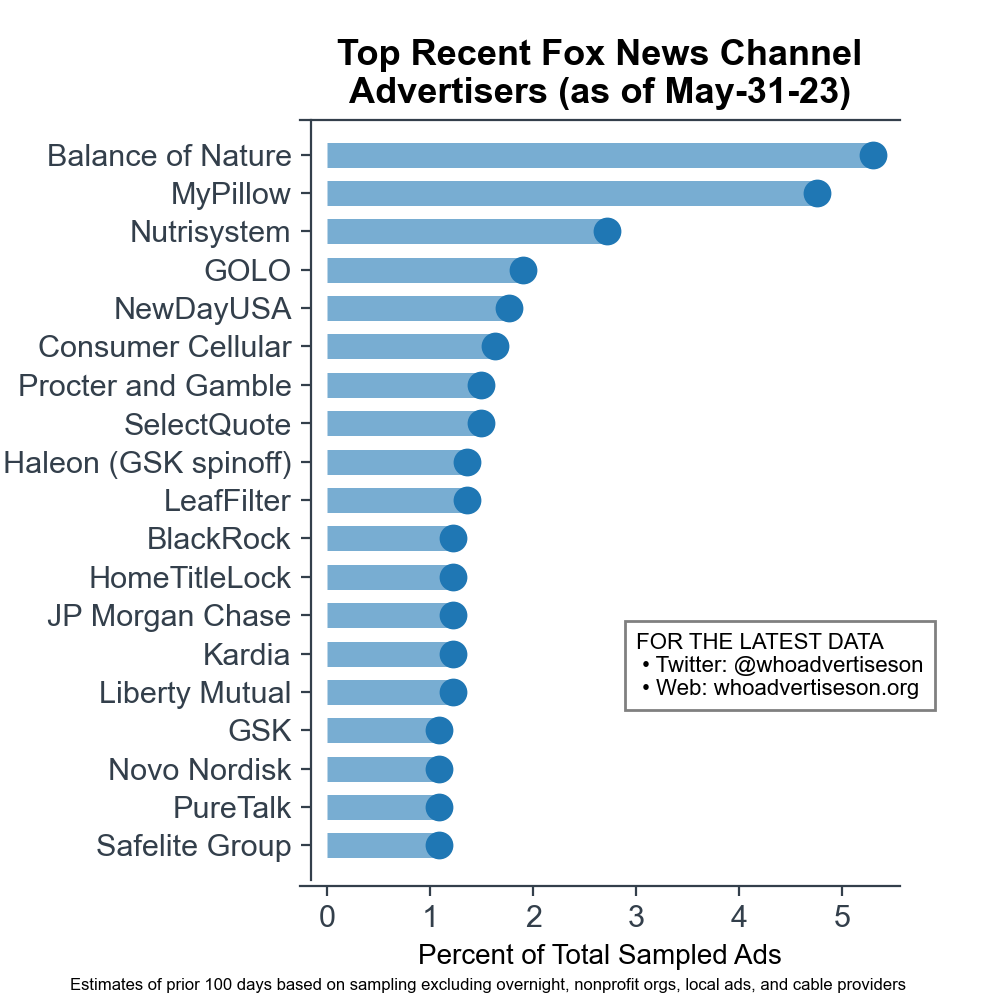 Top Recent Fox News Channel
Advertisers (as of May-31-23)
Balance of Nature
MyPillow
Nutrisystem
GOLO
NewDayUSA
Consumer Cellular
Procter and Gamble
SelectQuote
Haleon (GSK spinoff)
LeafFilter
BlackRock
HomeTitleLock
JP Morgan Chase
Kardia
Liberty Mutual
GSK
Novo Nordisk
PureTalk
Safelite Group
FOR THE LATEST DATA
• Twitter: @whoadvertiseson
• Web: whoadvertiseson.org
0 1 2 3 4 5
Percent of Total Sampled Ads
Estimates of prior 100 days based on sampling excluding overnight, nonprofit orgs, local ads, and cable providers